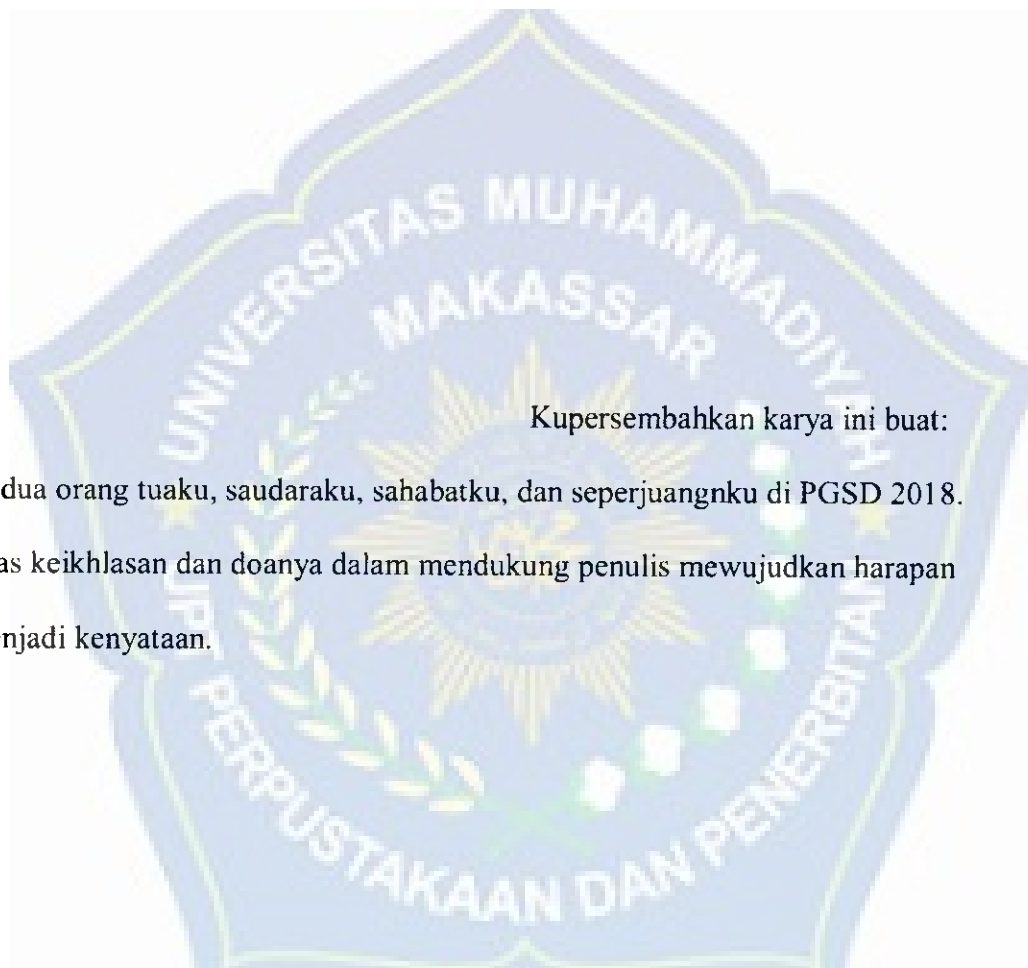 UNIVERSITAS MUHAMMADIYAH
MAKASSAR
Kupersembahkan karya ini buat:
dua orang tuaku, saudaraku, sahabatku, dan seperjuangnku di PGSD 2018.
as keikhlasan dan doanya dalam mendukung penulis mewujudkan harapan
njadi kenyataan.
UPT PERPUSTAKAAN DAN PENERBITAN